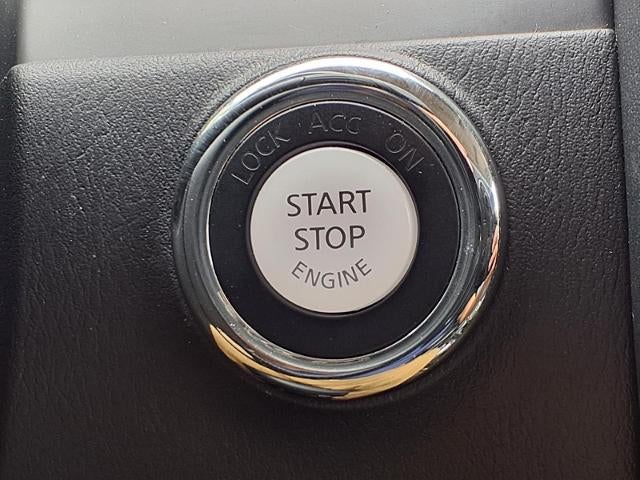 LOCK ACC ON
START
STOP
ENGINE